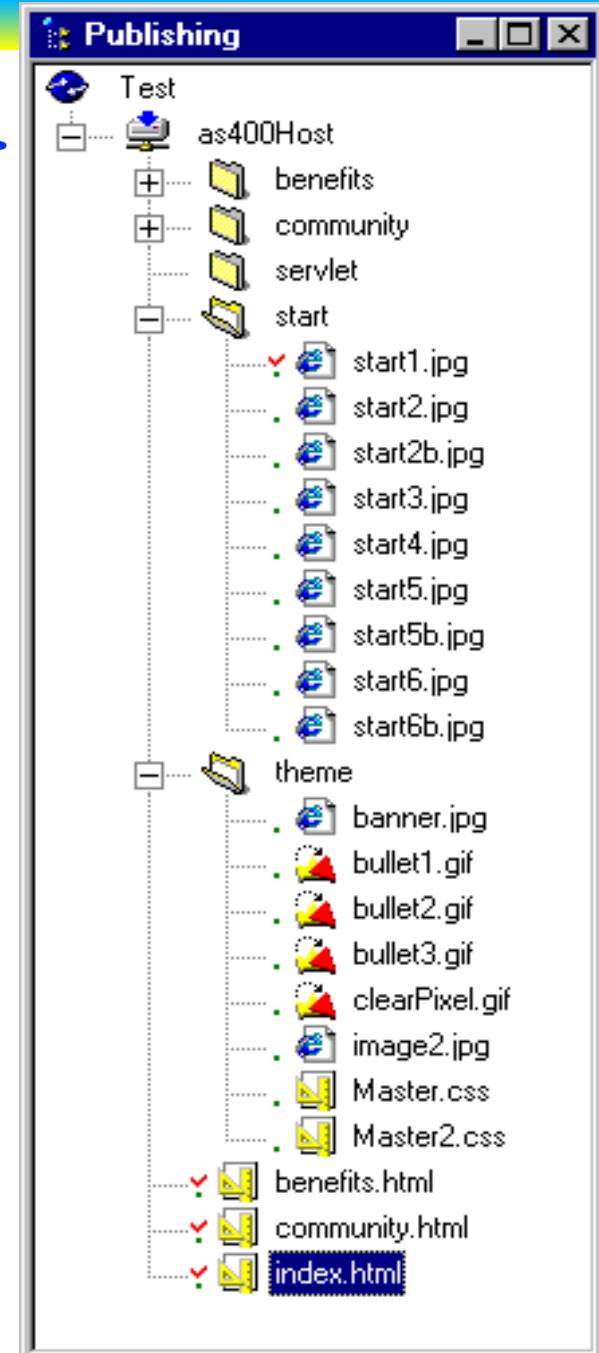 Publishing
Test
as400Host
benefits
community
servlet
start
start1.jpg
start2.jpg
start2b.jpg
start3.jpg
start4.jpg
start5.jpg
start5b.jpg
start6.jpg
start6b.jpg
theme
banner.jpg
bullet1.gif
bullet2.gif
bullet3.gif
clearPixel.gif
image2.jpg
Master.css
Master2.css
benefits.html
community.html
index.html